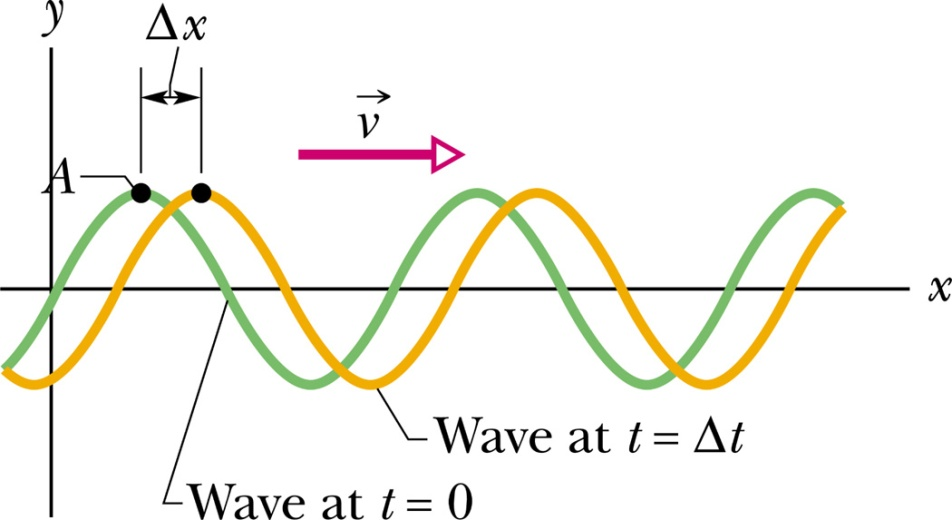 y
Δx
v⃗
A
x
Wave at t = Δt
Wave at t = 0